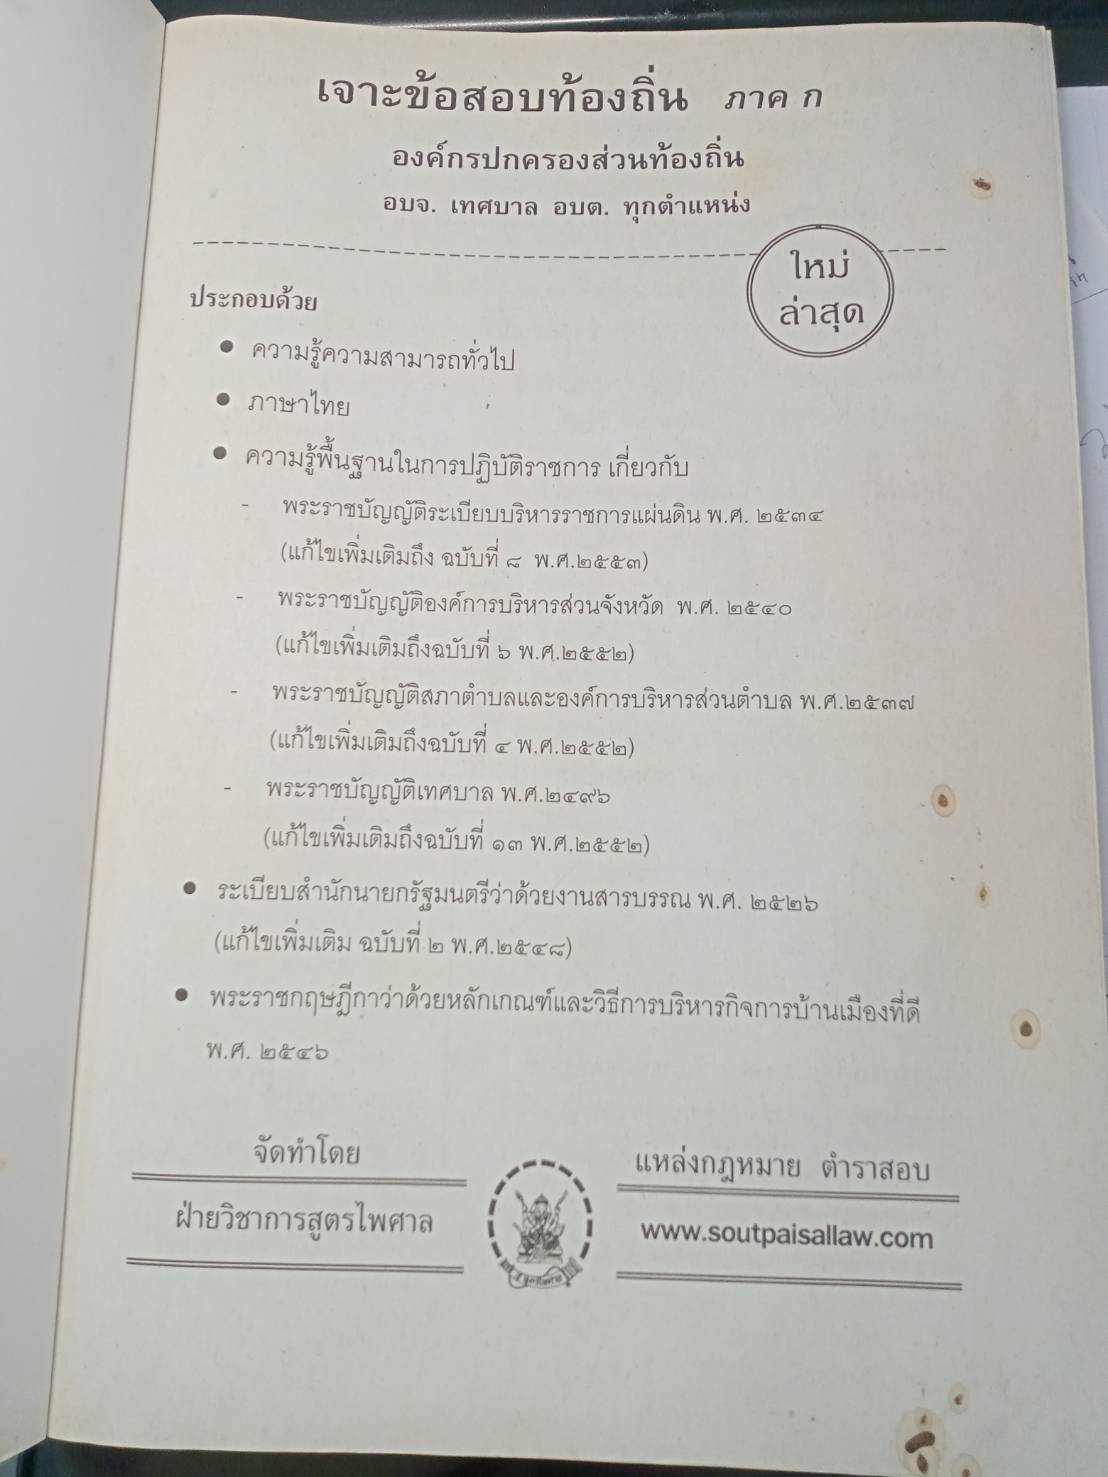 เจาะข้อสอบท้องถิ่น ภาค ก
องค์กรปกครองส่วนท้องถิ่น
อบจ. เทศบาล อบต. ทุกตำแหน่ง
ใหม่
ล่าสุด
ประกอบด้วย
● ความรู้ความสามารถทั่วไป
● ภาษาไทย
● ความรู้พื้นฐานในการปฏิบัติราชการ เกี่ยวกับ
- พระราชบัญญัติระเบียบบริหารราชการแผ่นดิน พ.ศ. ๒๕๓๔
(แก้ไขเพิ่มเติมถึง ฉบับที่ ๘ พ.ศ.๒๕๕๓)
- พระราชบัญญัติองค์การบริหารส่วนจังหวัด พ.ศ. ๒๕๔๐
(แก้ไขเพิ่มเติมถึงฉบับที่ ๖ พ.ศ.๒๕๕๒)
- พระราชบัญญัติสภาตำบลและองค์การบริหารส่วนตำบล พ.ศ.๒๕๓๗
(แก้ไขเพิ่มเติมถึงฉบับที่ ๔ พ.ศ.๒๕๕๒)
- พระราชบัญญัติเทศบาล พ.ศ.๒๔๙๖
(แก้ไขเพิ่มเติมถึงฉบับที่ ๑๓ พ.ศ.๒๕๕๒)
● ระเบียบสำนักนายกรัฐมนตรีว่าด้วยงานสารบรรณ พ.ศ. ๒๕๒๖
(แก้ไขเพิ่มเติม ฉบับที่ ๒ พ.ศ.๒๕๔๘)
● พระราชกฤษฎีกาว่าด้วยหลักเกณฑ์และวิธีการบริหารกิจการบ้านเมืองที่ดี
พ.ศ. ๒๕๔๖
จัดทำโดย
ฝ่ายวิชาการสูตรไพศาล
แหล่งกฎหมาย ตำราสอบ
www.soutpaisallaw.com